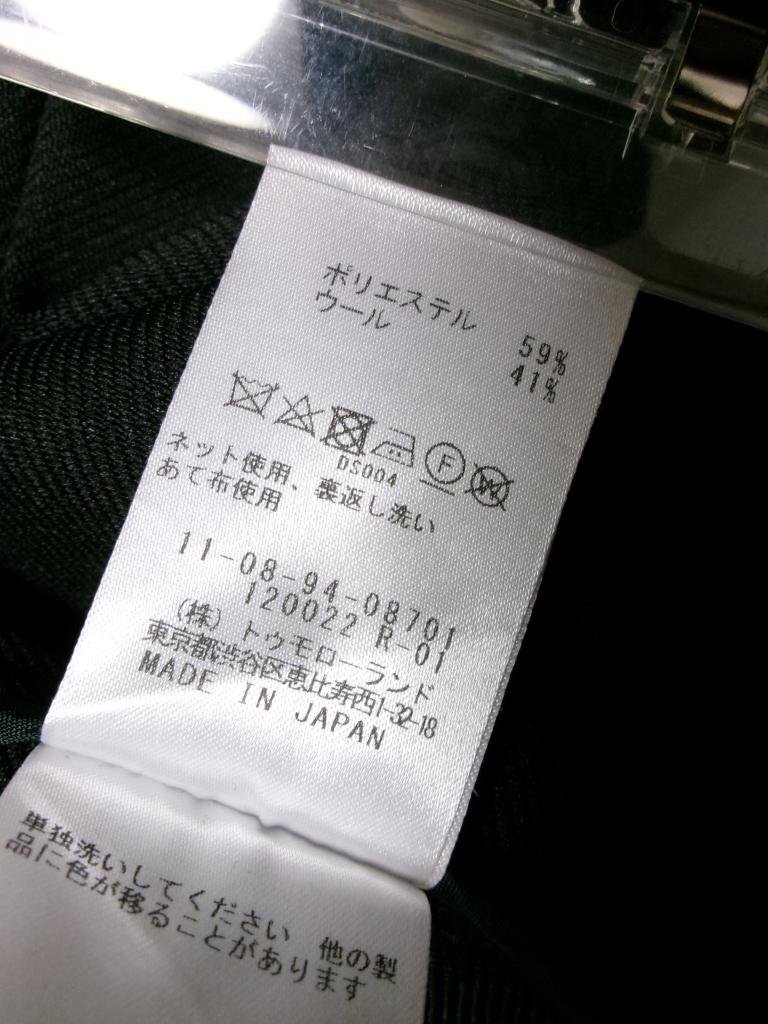 ポリエステル 59%
ウール 41%
F W
DS004
ネット使用、裏返し洗い
あて布使用
11-08-94-08701
120022 R-01
(株)トゥモローランド
東京都渋谷区恵比寿西1-32-18
MADE IN JAPAN
単独洗いしてください 他の製
品に色が移ることがあります